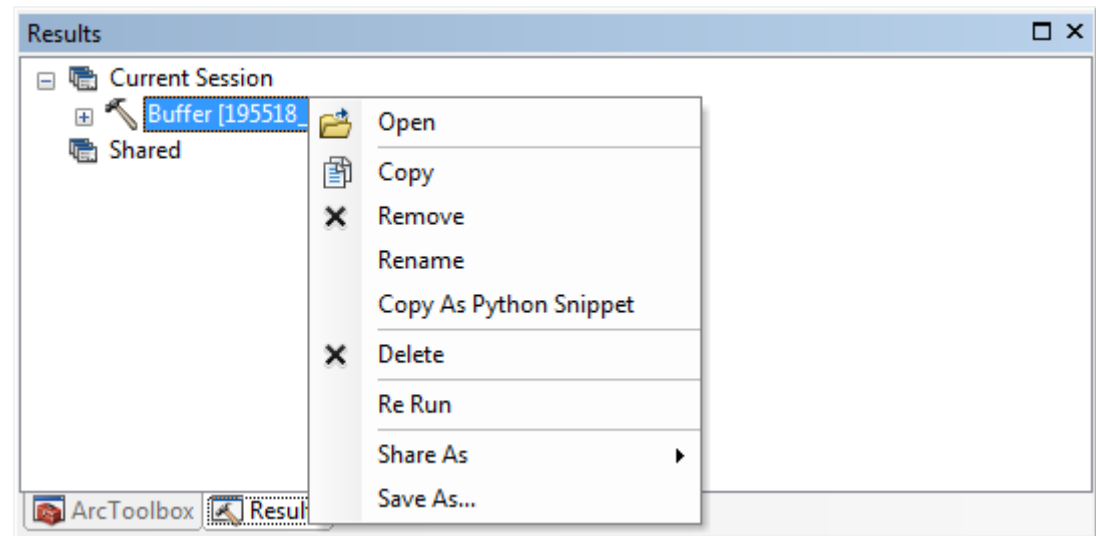 Results
Current Session
Buffer [195518_
Shared
Open
Copy
Remove
Rename
Copy As Python Snippet
Delete
Re Run
Share As
Save As...
ArcToolbox
Resul